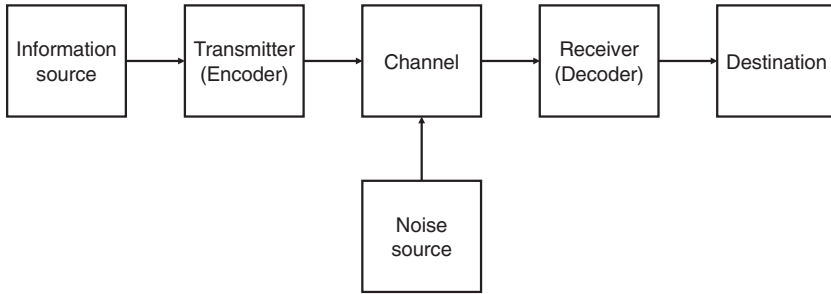 Information
source
Transmitter
(Encoder)
Channel
Receiver
(Decoder)
Destination
Noise
source